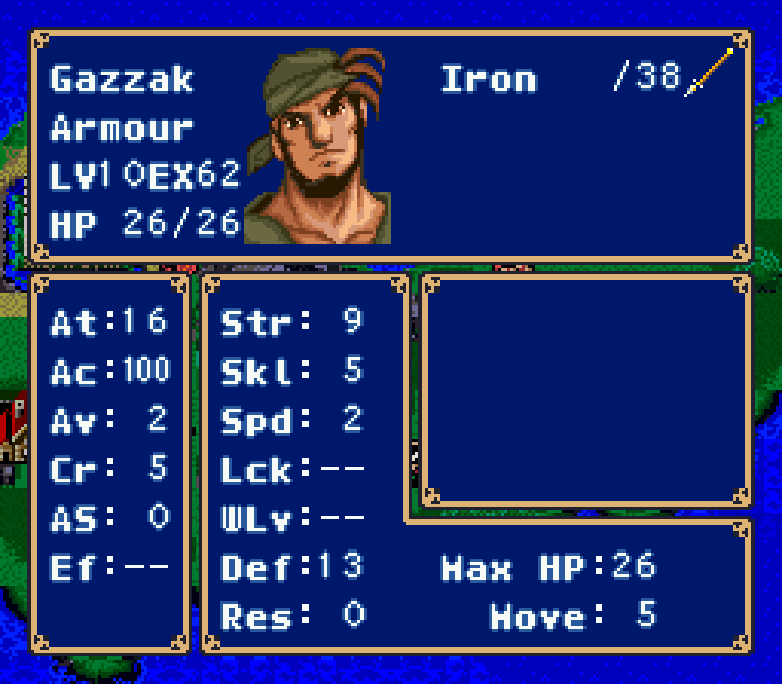 Gazzak
Iron /38
Armour
LV10EX62
HP 26/26
At:16
Ac:100
Av: 2
Cr: 5
AS: 0
Ef:--
Str: 9
Skl: 5
Spd: 2
Lck:--
WLv:--
Def:13
Res: 0
Max HP:26
Move: 5